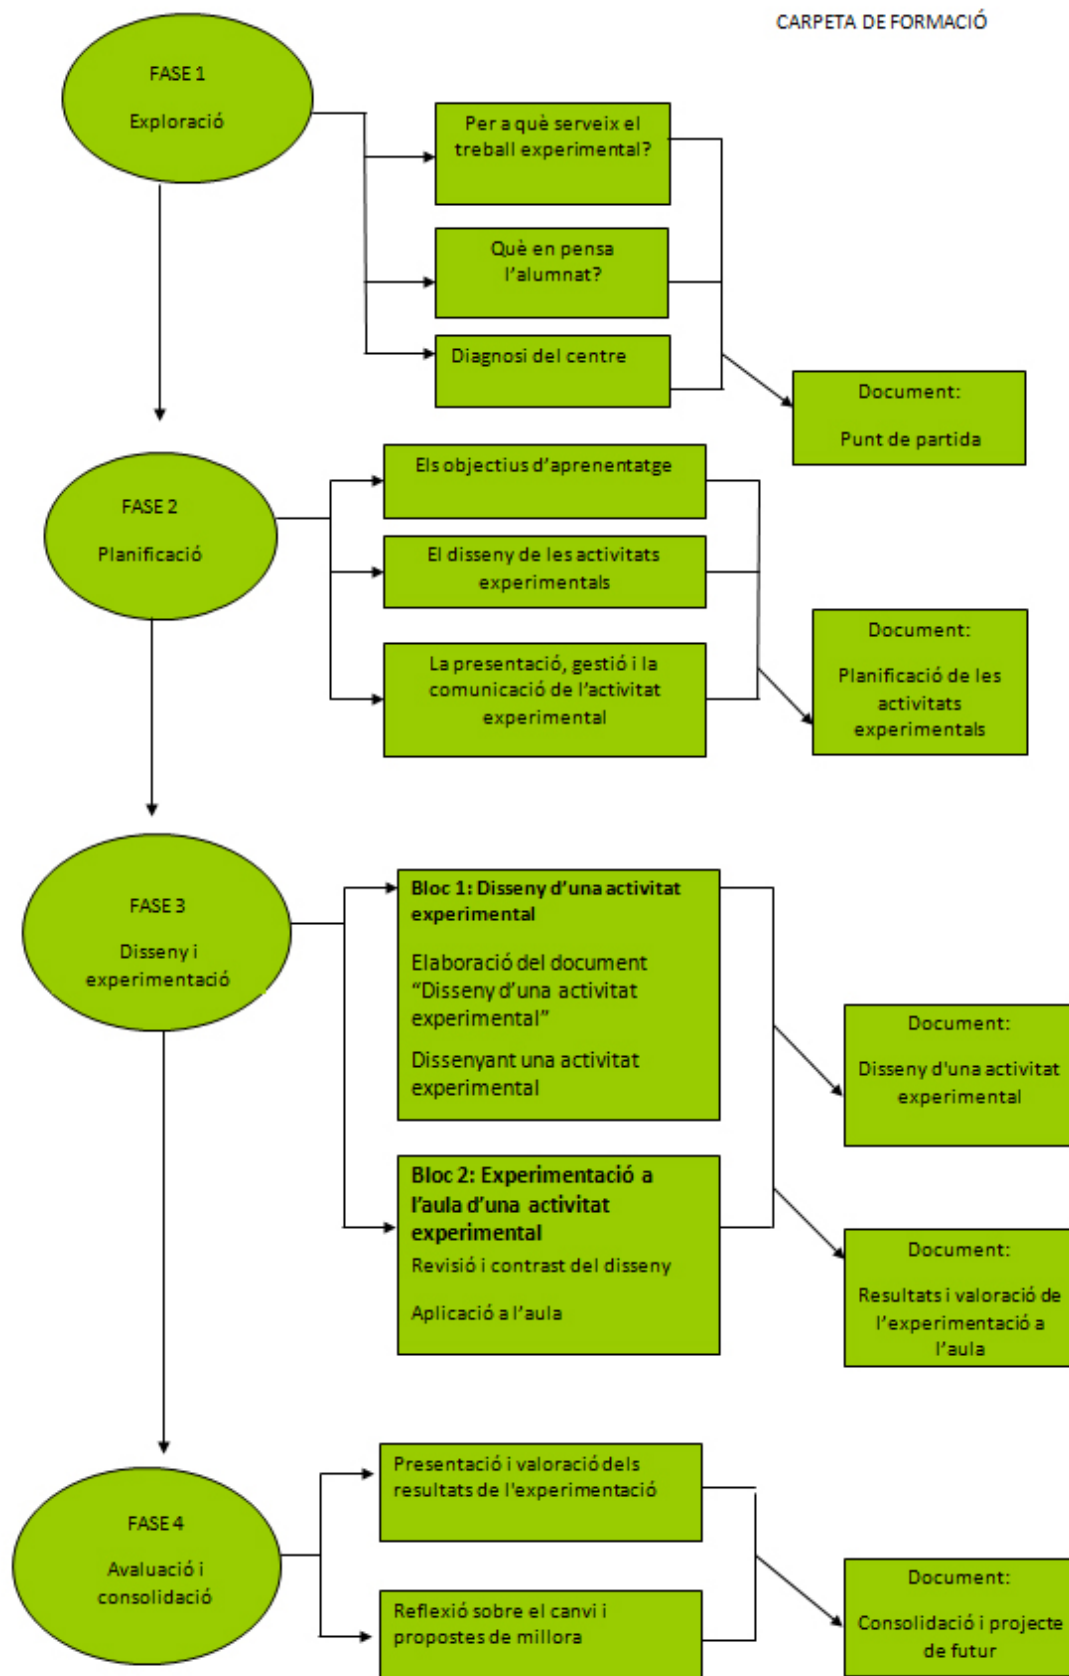 CARPETA DE FORMACIÓ
FASE 1
Exploració
Per a què serveix el
treball experimental?
Què en pensa
l'alumnat?
Diagnosi del centre
Document:
Punt de partida
FASE 2
Planificació
Els objectius d'aprenentatge
El disseny de les activitats
experimentals
La presentació, gestió i la
comunicació de l'activitat
experimental
Document:
Planificació de les
activitats
experimentals
FASE 3
Disseny i
experimentació
Bloc 1: Disseny d'una activitat
experimental
Elaboració del document
“Disseny d'una activitat
experimental”
Dissenyant una activitat
experimental
Document:
Disseny d'una activitat
experimental
Bloc 2: Experimentació a
l'aula d'una activitat
experimental
Revisió i contrast del disseny
Aplicació a l'aula
Document:
Resultats i valoració de
l'experimentació a
l'aula
FASE 4
Avaluació i
consolidació
Presentació i valoració dels
resultats de l'experimentació
Reflexió sobre el canvi i
propostes de millora
Document:
Consolidació i projecte
de futur